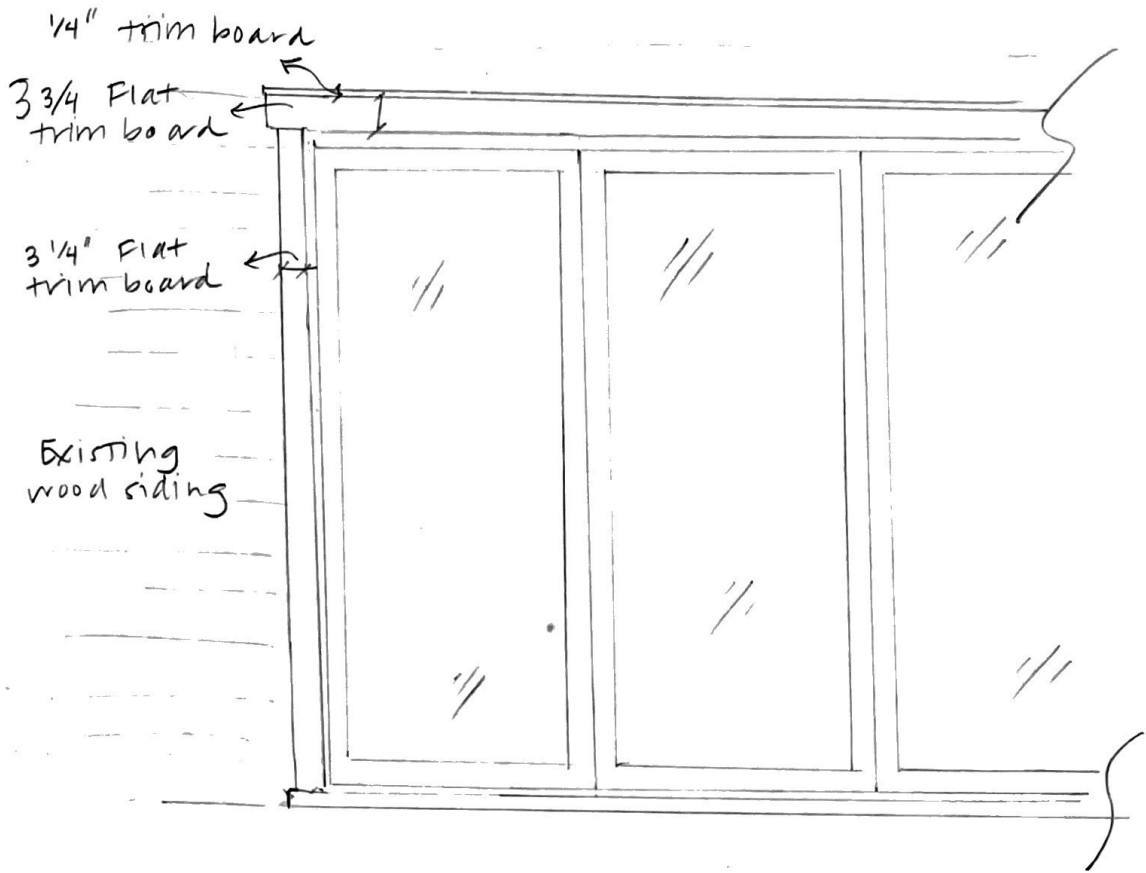 1/4" trim board
3 3/4 Flat
trim board
3 1/4" Flat
trim board
Existing
wood siding